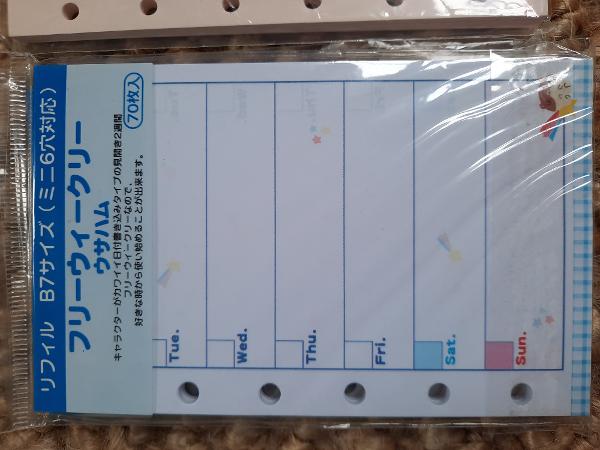 リフィル B7サイズ(ミニ6穴対応)
フリーウィークリー
ウサハム
70枚入
キャラクターがカワイイ日付書き込みタイプの見開き2週間
フリーウィークリーなので、
好きな時から使い始めることが出来ます。
Tue.
Wed.
Thu.
Fri.
Sat.
Sun.